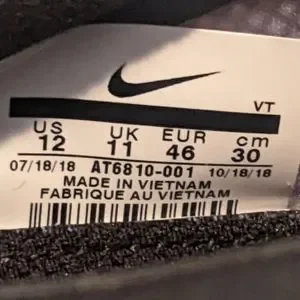 VT
US UK EUR cm
12 11 46 30
07/18/18 AT6810-001 10/18/18
MADE IN VIETNAM
FABRIQUE AU VIETNAM